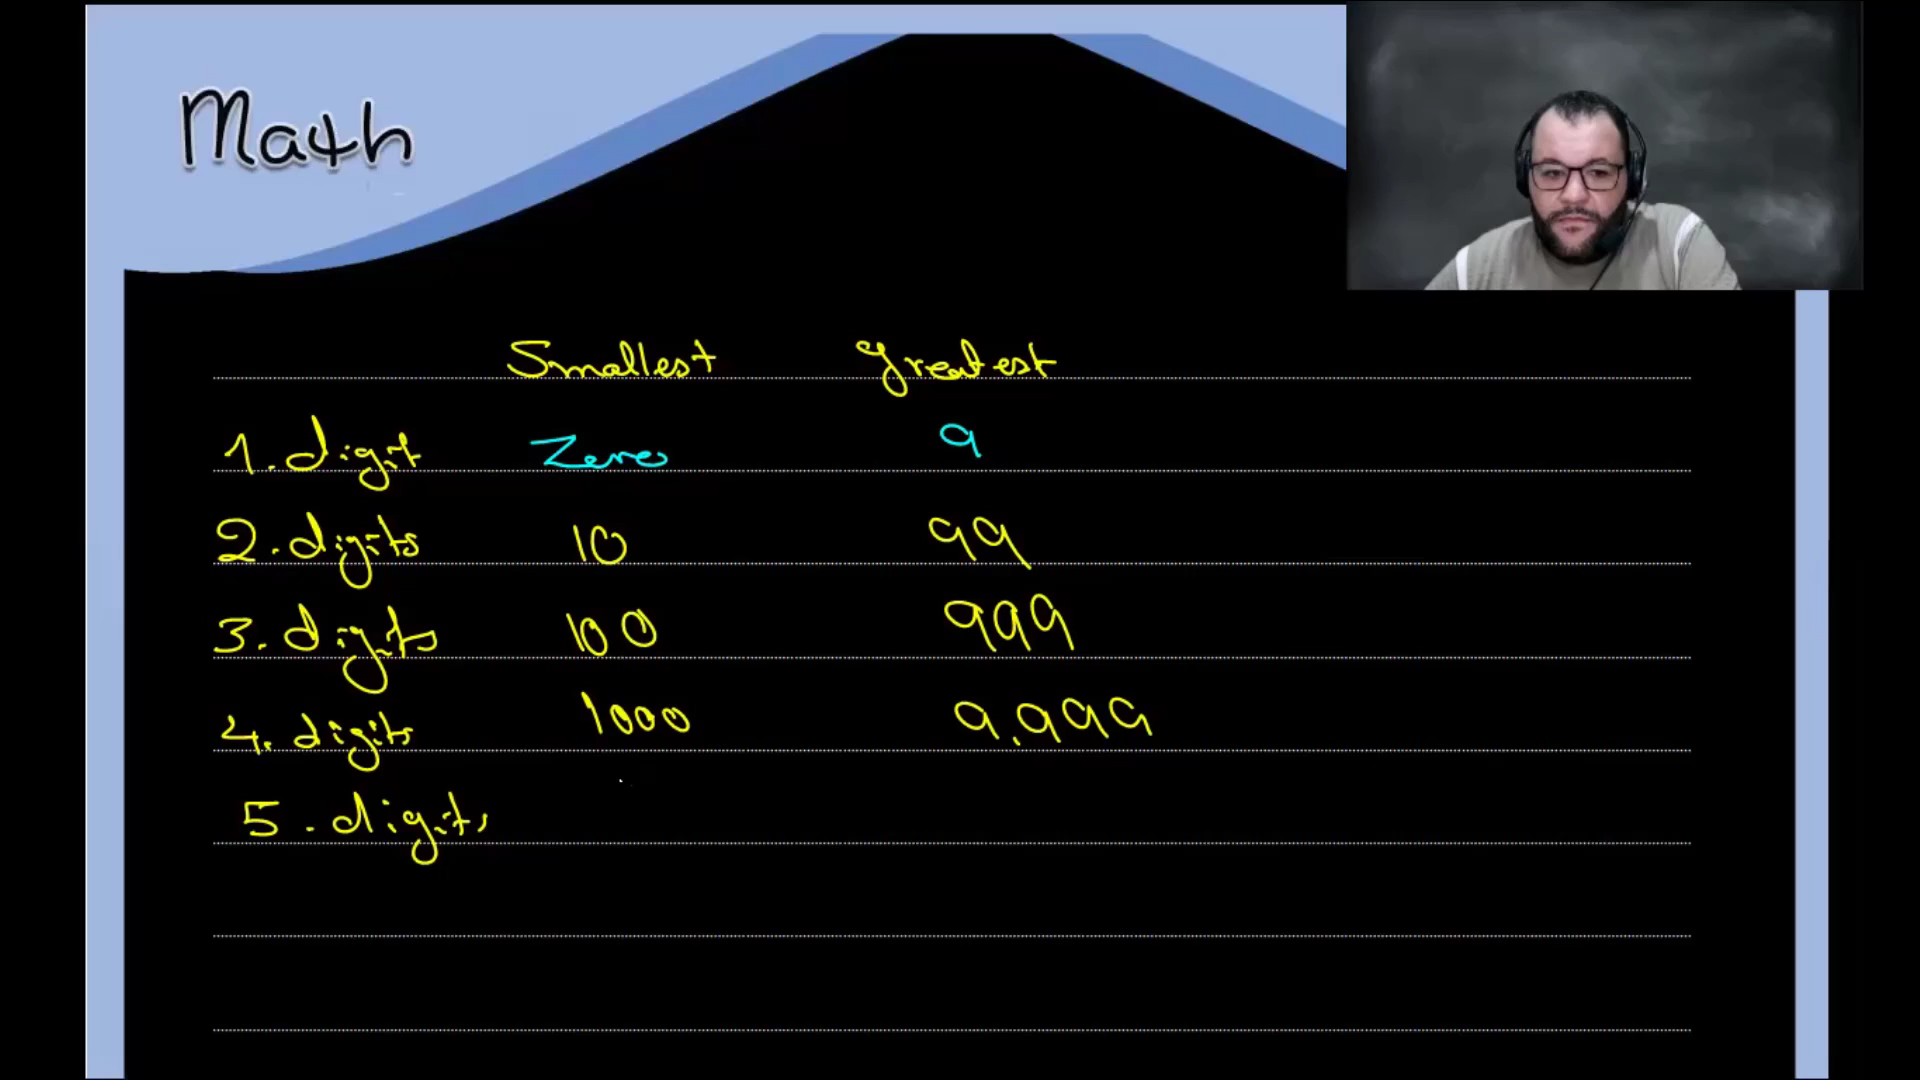 Math
Smallest greatest
1. digit Zero 9
2. digits 10 99
3. digits 100 999
4. digits 1000 9,999
5. digits